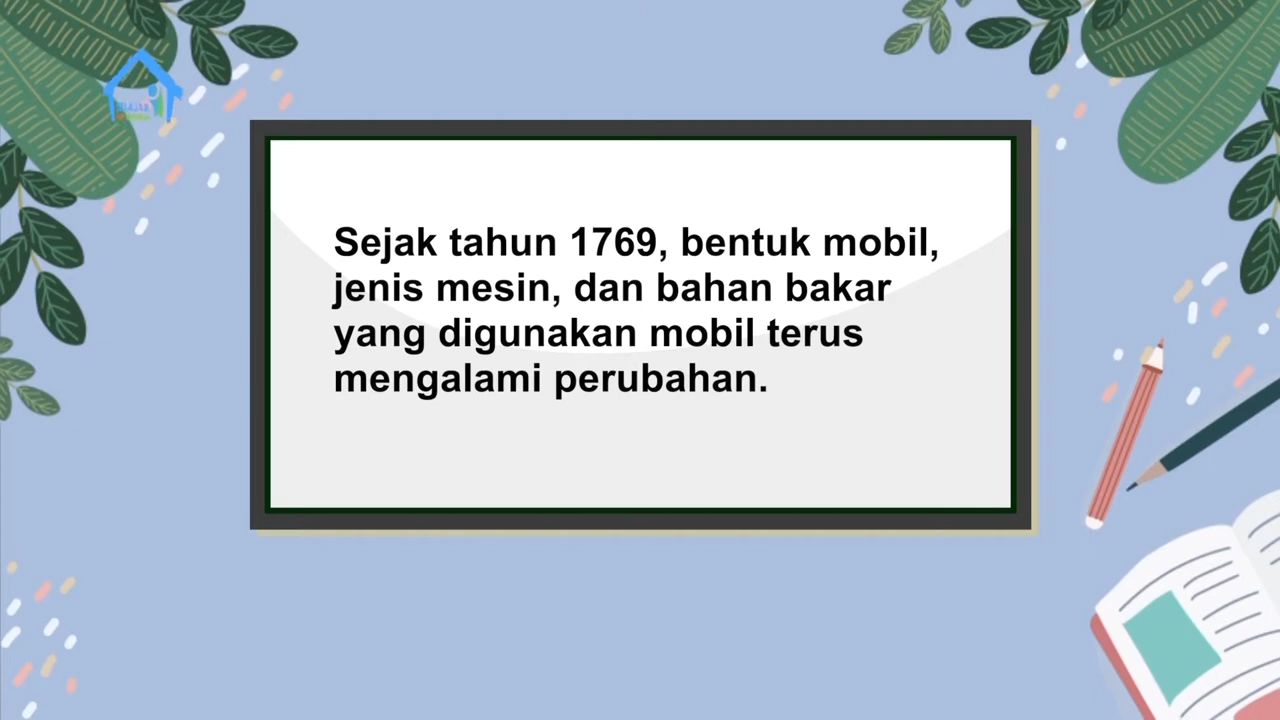 Sejak tahun 1769, bentuk mobil,
jenis mesin, dan bahan bakar
yang digunakan mobil terus
mengalami perubahan.